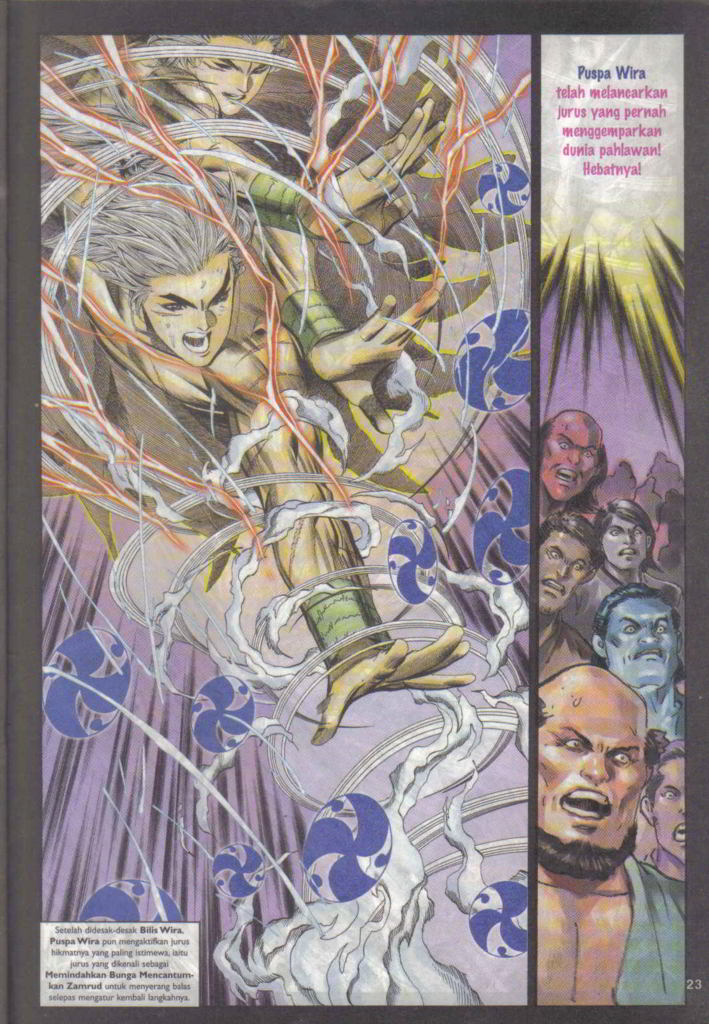 Puspa Wira
telah melancarkan
jurus yang pernah
menggemparkan
dunia pahlawan!
Hebatnya!
Setelah didesak-desak Bilis Wira,
Puspa Wira pun mengaktifkan jurus
hikmatnya yang paling istimewa, iaitu
jurus yang dikenali sebagai
Memindahkan Bunga Mencantum-
kan Zamrud untuk menyerang balas
selepas mengatur kembali langkahnya.
23